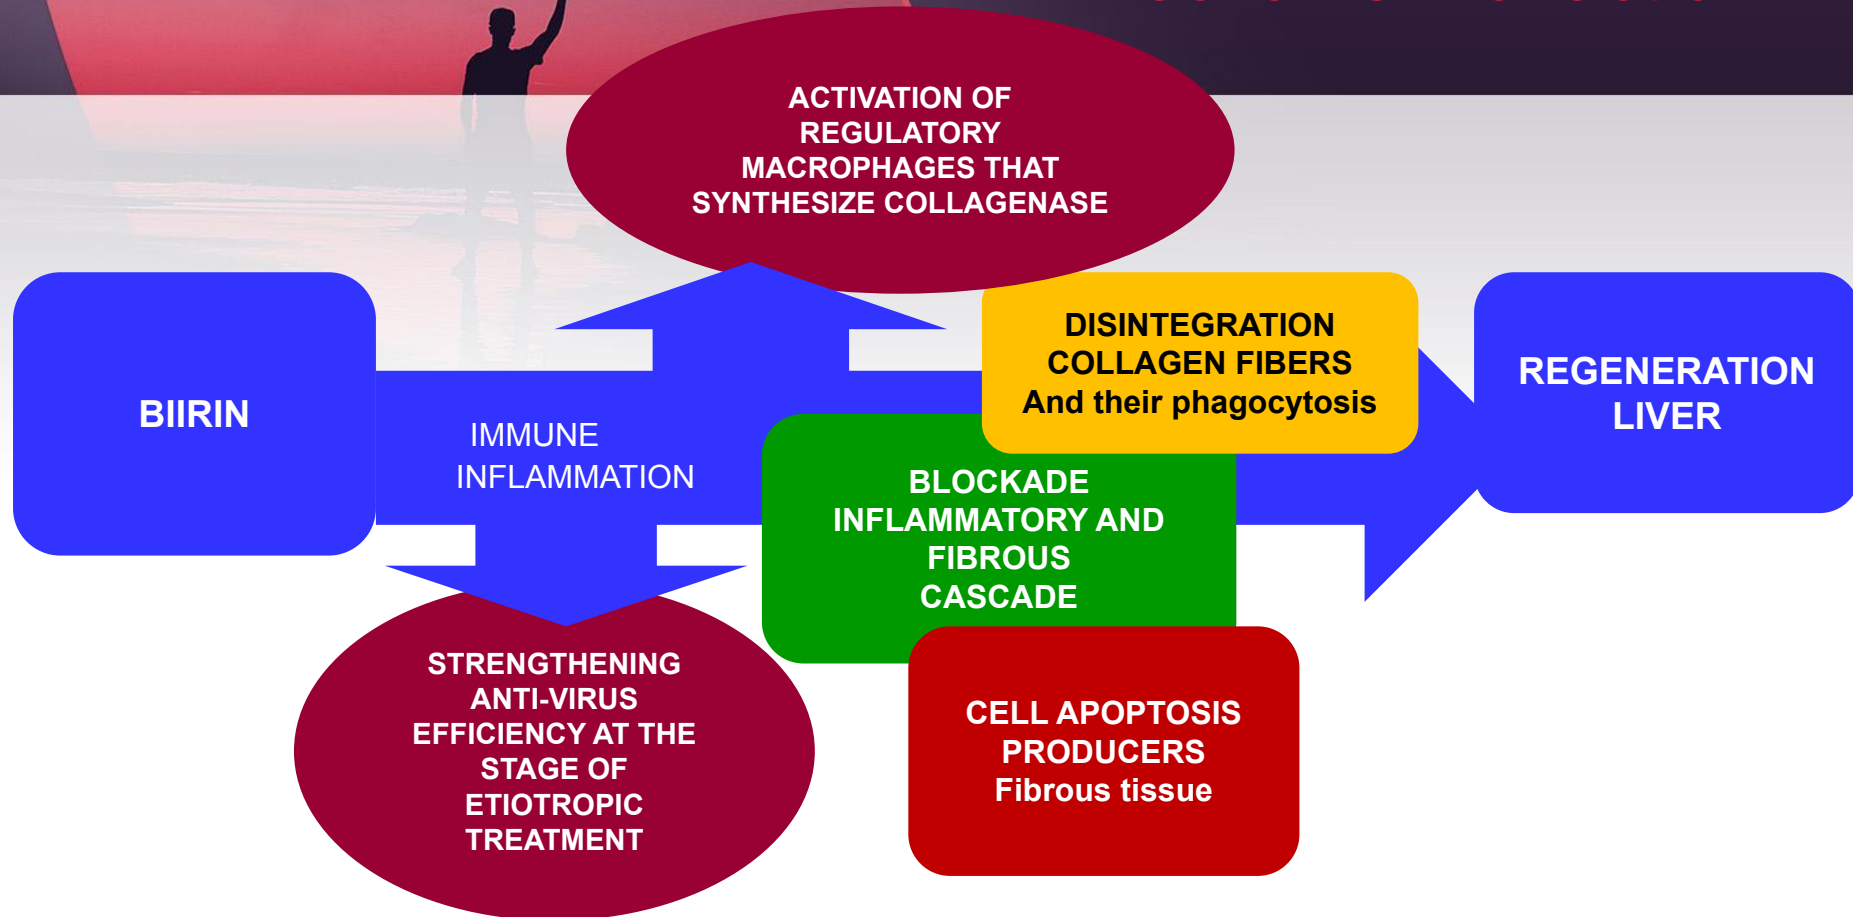 ACTIVATION OF
REGULATORY
MACROPHAGES THAT
SYNTHESIZE COLLAGENASE
BIIRIN
IMMUNE
INFLAMMATION
DISINTEGRATION
COLLAGEN FIBERS
And their phagocytosis
REGENERATION
LIVER
BLOCKADE
INFLAMMATORY AND
FIBROUS
CASCADE
STRENGTHENING
ANTI-VIRUS
EFFICIENCY AT THE
STAGE OF
ETIOTROPIC
TREATMENT
CELL APOPTOSIS
PRODUCERS
Fibrous tissue